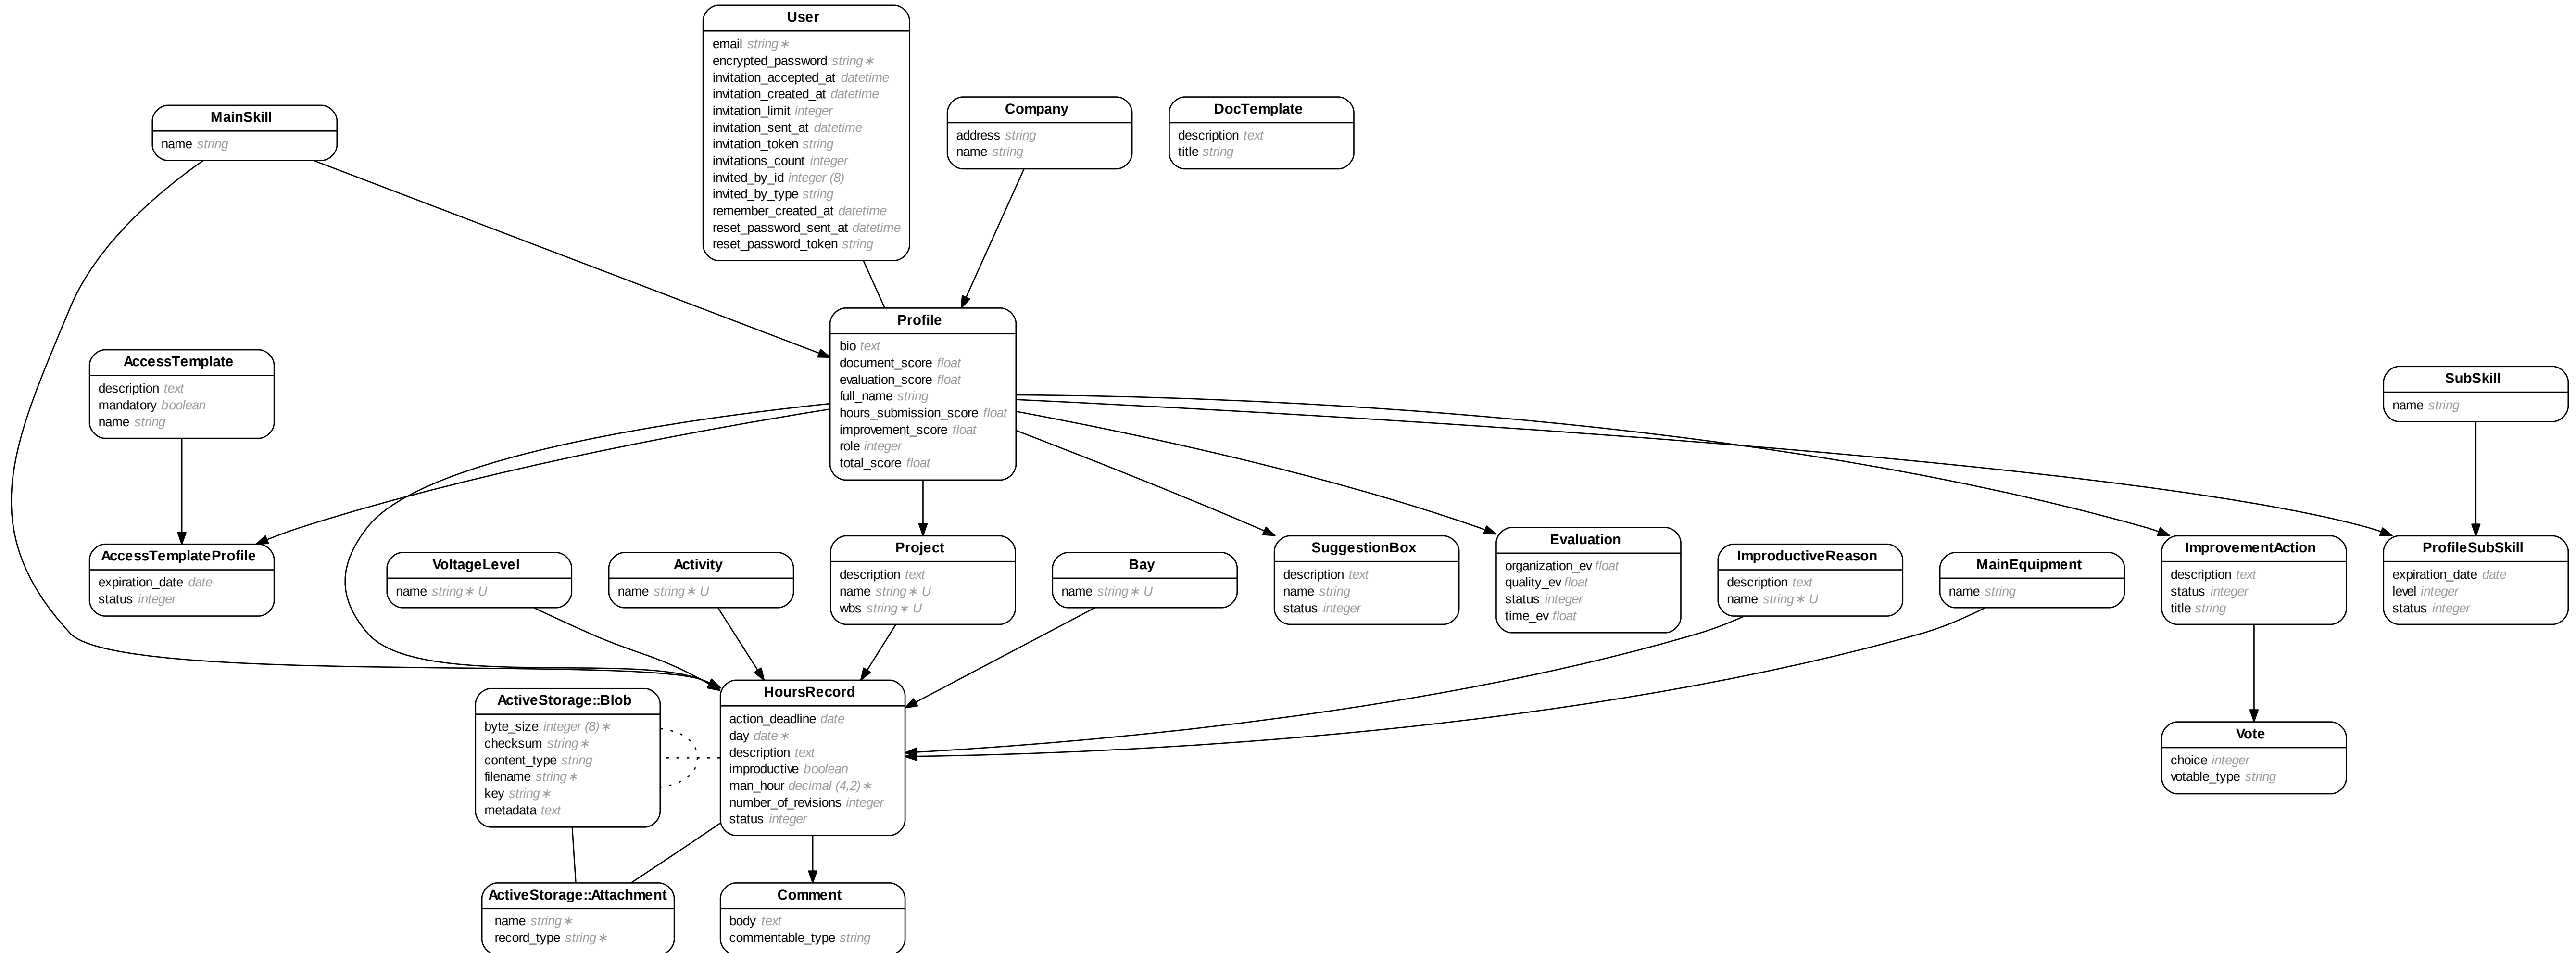 User
email string∗
encrypted_password string∗
invitation_accepted_at datetime
invitation_created_at datetime
invitation_limit integer
invitation_sent_at datetime
invitation_token string
invitations_count integer
invited_by_id integer (8)
invited_by_type string
remember_created_at datetime
reset_password_sent_at datetime
reset_password_token string
MainSkill
name string
Company
address string
name string
DocTemplate
description text
title string
Profile
bio text
document_score float
evaluation_score float
full_name string
hours_submission_score float
improvement_score float
role integer
total_score float
AccessTemplate
description text
mandatory boolean
name string
SubSkill
name string
AccessTemplateProfile
expiration_date date
status integer
VoltageLevel
name string∗ U
Activity
name string∗ U
Project
description text
name string∗ U
wbs string∗ U
Bay
name string∗ U
SuggestionBox
description text
name string
status integer
Evaluation
organization_ev float
quality_ev float
status integer
time_ev float
ImproductiveReason
description text
name string∗ U
MainEquipment
name string
ImprovementAction
description text
status integer
title string
ProfileSubSkill
expiration_date date
level integer
status integer
ActiveStorage::Blob
byte_size integer (8)∗
checksum string∗
content_type string
filename string∗
key string∗
metadata text
HoursRecord
action_deadline date
day date∗
description text
improductive boolean
man_hour decimal (4,2)∗
number_of_revisions integer
status integer
Vote
choice integer
votable_type string
ActiveStorage::Attachment
name string∗
record_type string∗
Comment
body text
commentable_type string